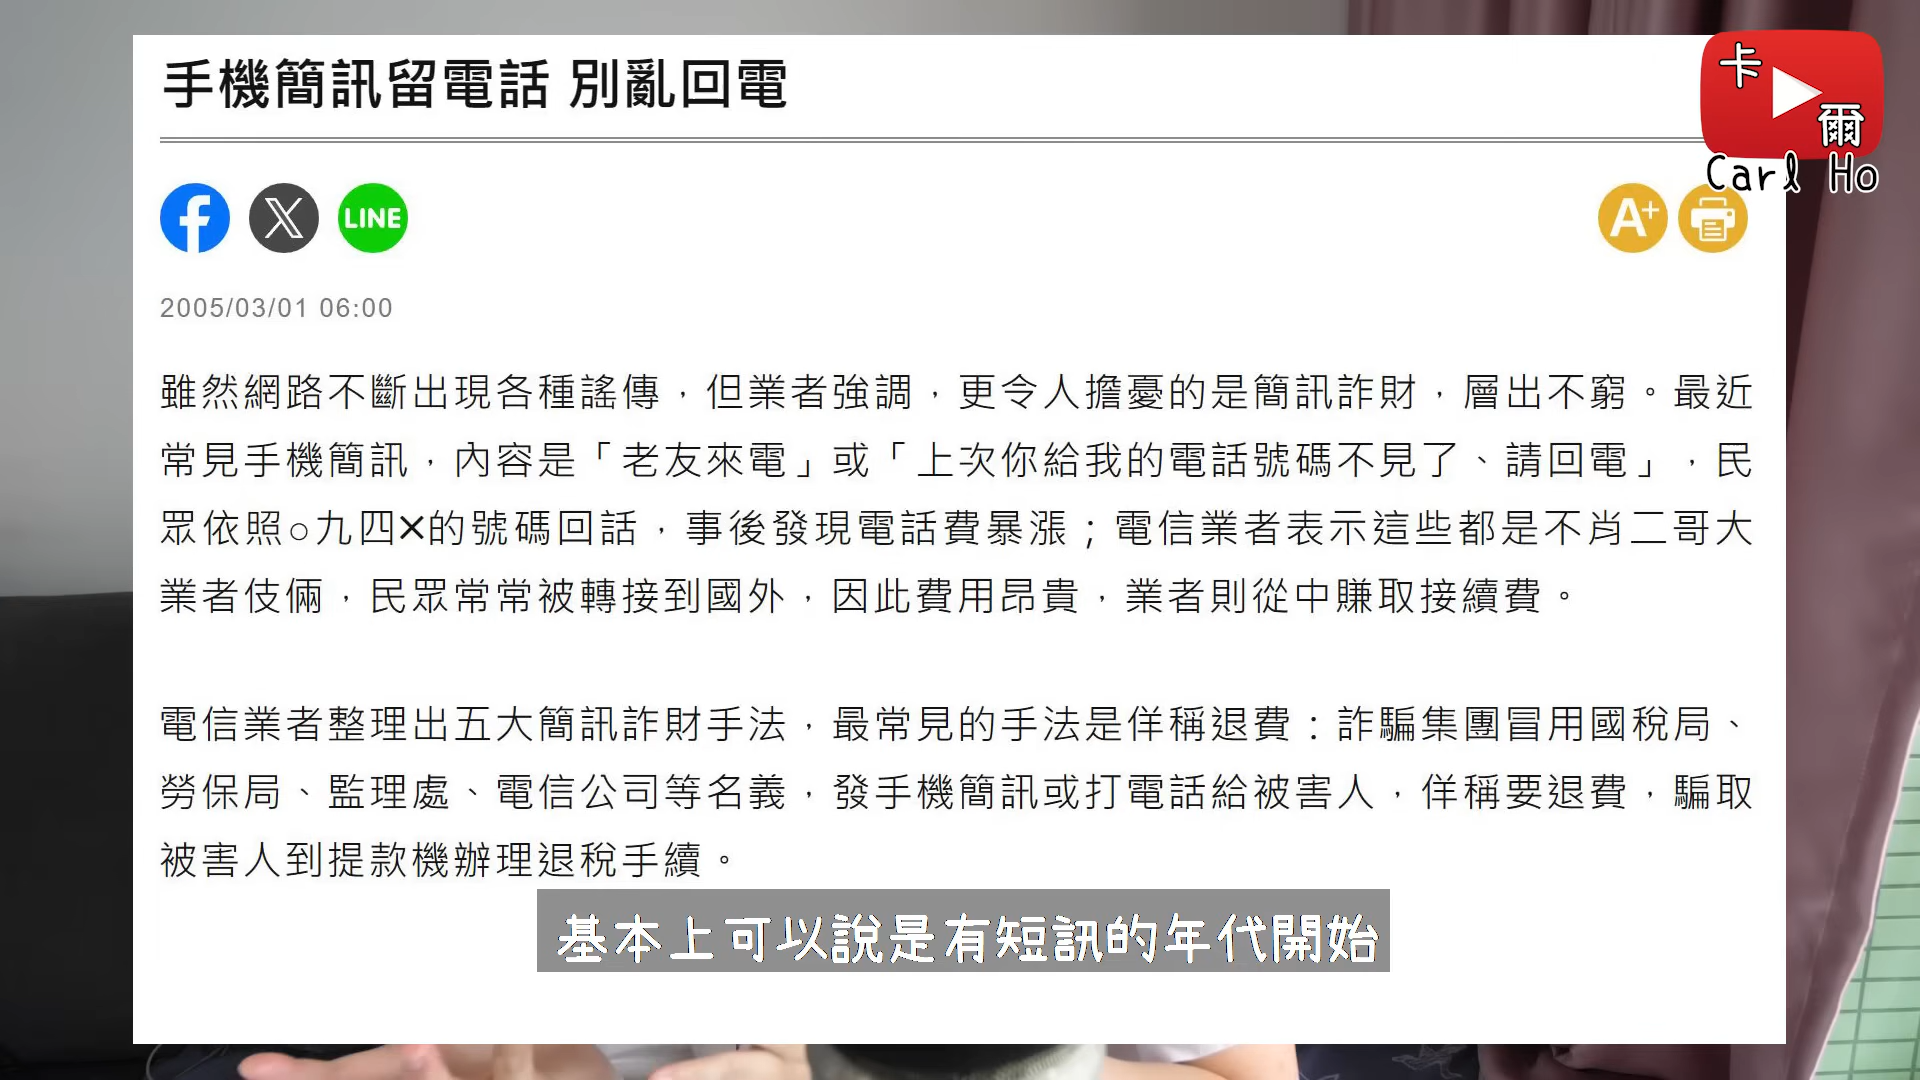 手機簡訊留電話 別亂回電
卡
爾
Carl Ho
LINE
A+
2005/03/01 06:00
雖然網路不斷出現各種謠傳，但業者強調，更令人擔憂的是簡訊詐財，層出不窮。最近
常見手機簡訊，內容是「老友來電」或「上次你給我的電話號碼不見了、請回電」，民
眾依照○九四✕的號碼回話，事後發現電話費暴漲；電信業者表示這些都是不肖二哥大
業者伎倆，民眾常常被轉接到國外，因此費用昂貴，業者則從中賺取接續費。
電信業者整理出五大簡訊詐財手法，最常見的手法是佯稱退費：詐騙集團冒用國稅局、
勞保局、監理處、電信公司等名義，發手機簡訊或打電話給被害人，佯稱要退費，騙取
被害人到提款機辦理退稅手續。
基本上可以說是有短訊的年代開始